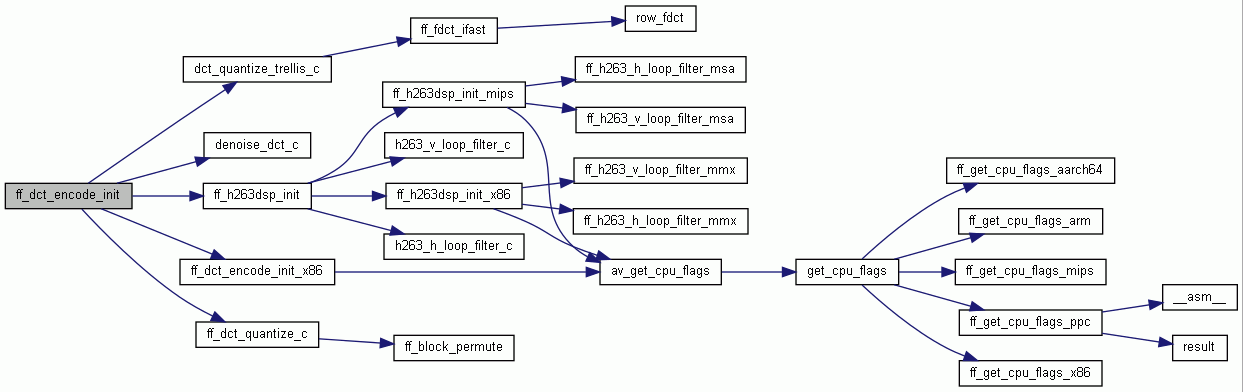 row_fdct
ff_fdct_ifast
dct_quantize_trellis_c
ff_h263_h_loop_filter_msa
ff_h263dsp_init_mips
ff_h263_v_loop_filter_msa
denoise_dct_c
h263_v_loop_filter_c
ff_h263_v_loop_filter_mmx
ff_get_cpu_flags_aarch64
ff_dct_encode_init
ff_h263dsp_init
ff_h263dsp_init_x86
ff_h263_h_loop_filter_mmx
ff_get_cpu_flags_arm
h263_h_loop_filter_c
ff_dct_encode_init_x86
av_get_cpu_flags
get_cpu_flags
ff_get_cpu_flags_mips
__asm__
ff_get_cpu_flags_ppc
ff_dct_quantize_c
ff_block_permute
result
ff_get_cpu_flags_x86